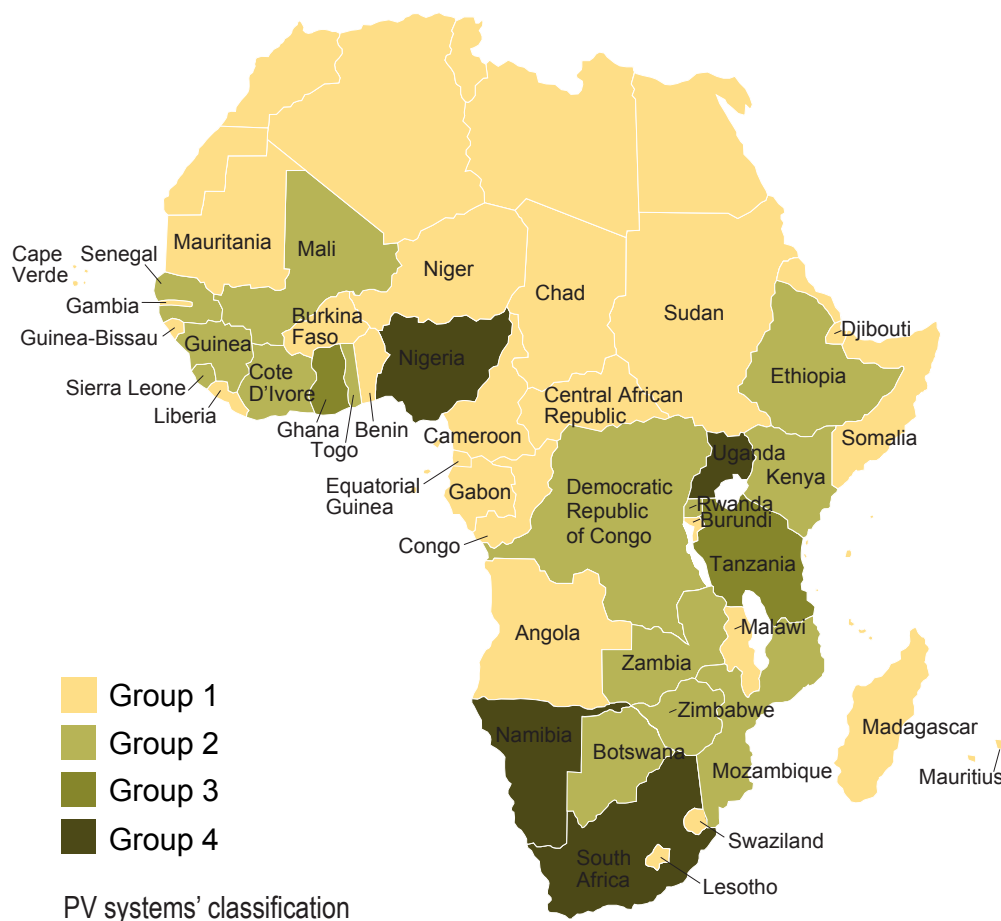 Mauritania
Mali
Niger
Chad
Sudan
Cape
Verde
Senegal
Gambia
Guinea-Bissau
Guinea
Sierra Leone
Liberia
Cote
D'Ivore
Burkina
Faso
Ghana
Togo
Benin
Nigeria
Cameroon
Central African
Republic
Djibouti
Ethiopia
Somalia
Equatorial
Guinea
Gabon
Congo
Democratic
Republic
of Congo
Uganda
Kenya
Rwanda
Burundi
Tanzania
Angola
Zambia
Malawi
Namibia
Botswana
Zimbabwe
Mozambique
Madagascar
Mauritius
Swaziland
South
Africa
Lesotho
Group 1
Group 2
Group 3
Group 4
PV systems' classification